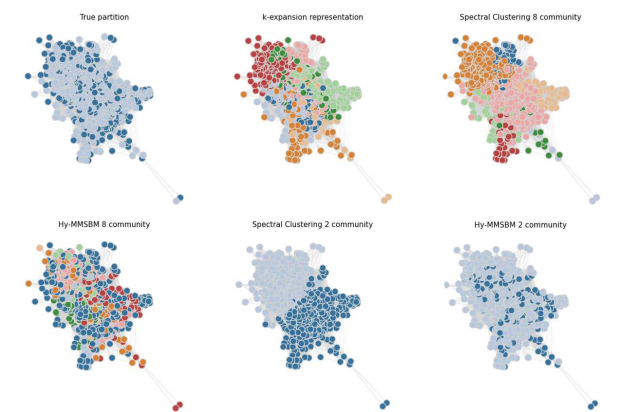 True partition
k-expansion representation
Spectral Clustering 8 community
Hy-MMSBM 8 community
Spectral Clustering 2 community
Hy-MMSBM 2 community